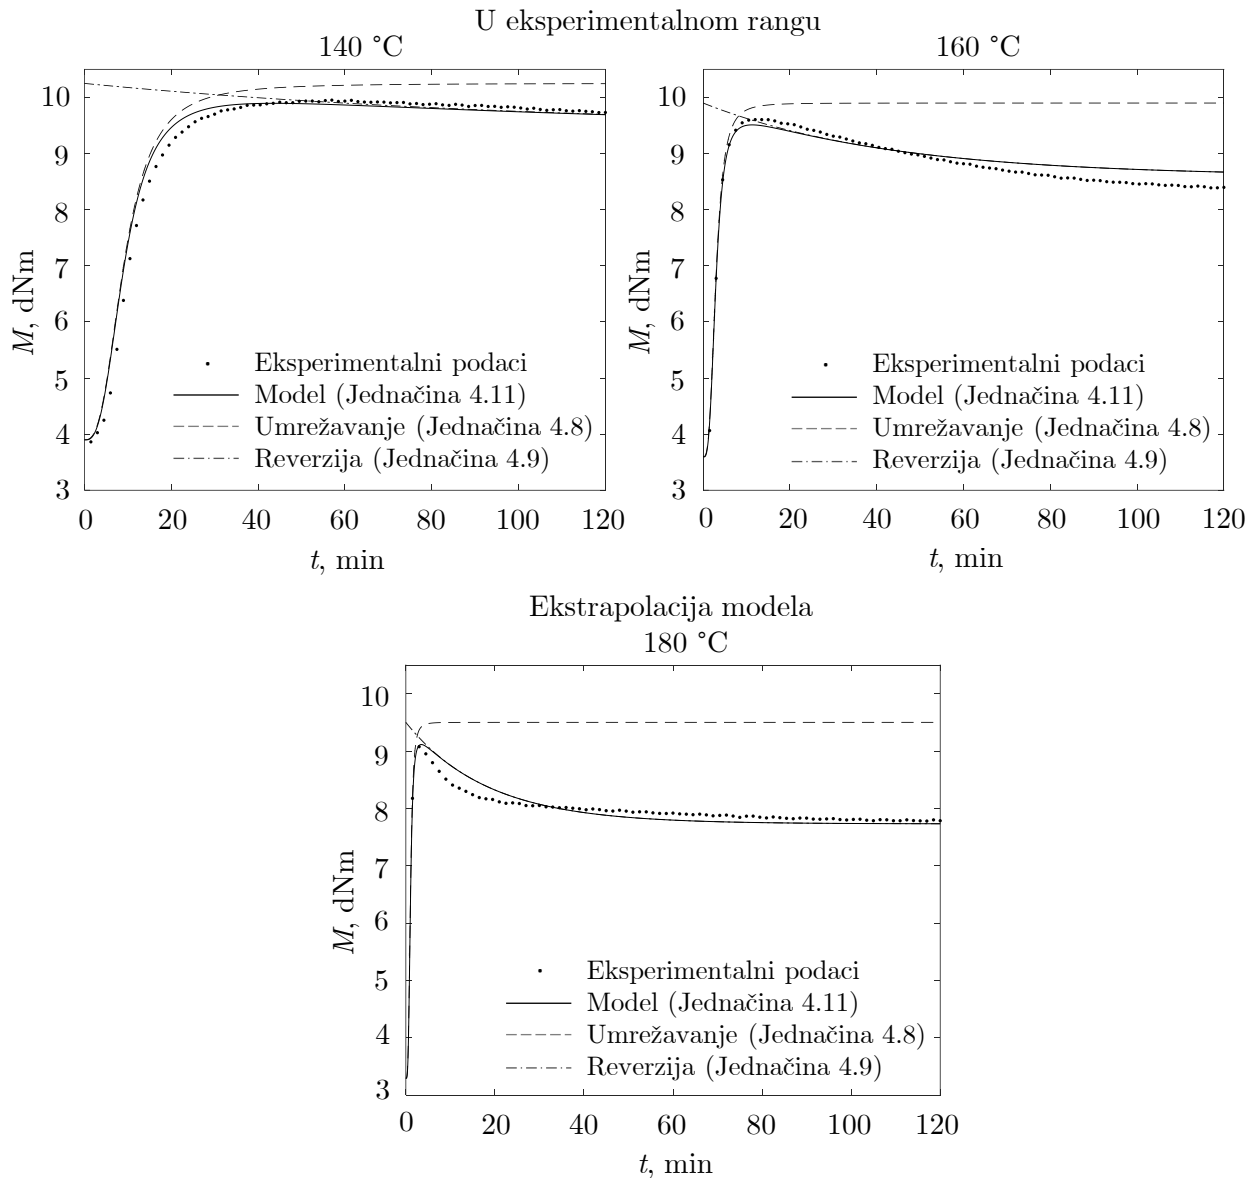 U eksperimentalnom rangu
140 °C
10
9
8
7
6
5
4
3
M, dNm
Eksperimentalni podaci
Model (Jednačina 4.11)
Umrežavanje (Jednačina 4.8)
Reverzija (Jednačina 4.9)
0 20 40 60 80 100 120
t, min
160 °C
10
9
8
7
6
5
4
3
M, dNm
Eksperimentalni podaci
Model (Jednačina 4.11)
Umrežavanje (Jednačina 4.8)
Reverzija (Jednačina 4.9)
0 20 40 60 80 100 120
t, min
Ekstrapolacija modela
180 °C
10
9
8
7
6
5
4
3
M, dNm
Eksperimentalni podaci
Model (Jednačina 4.11)
Umrežavanje (Jednačina 4.8)
Reverzija (Jednačina 4.9)
0 20 40 60 80 100 120
t, min